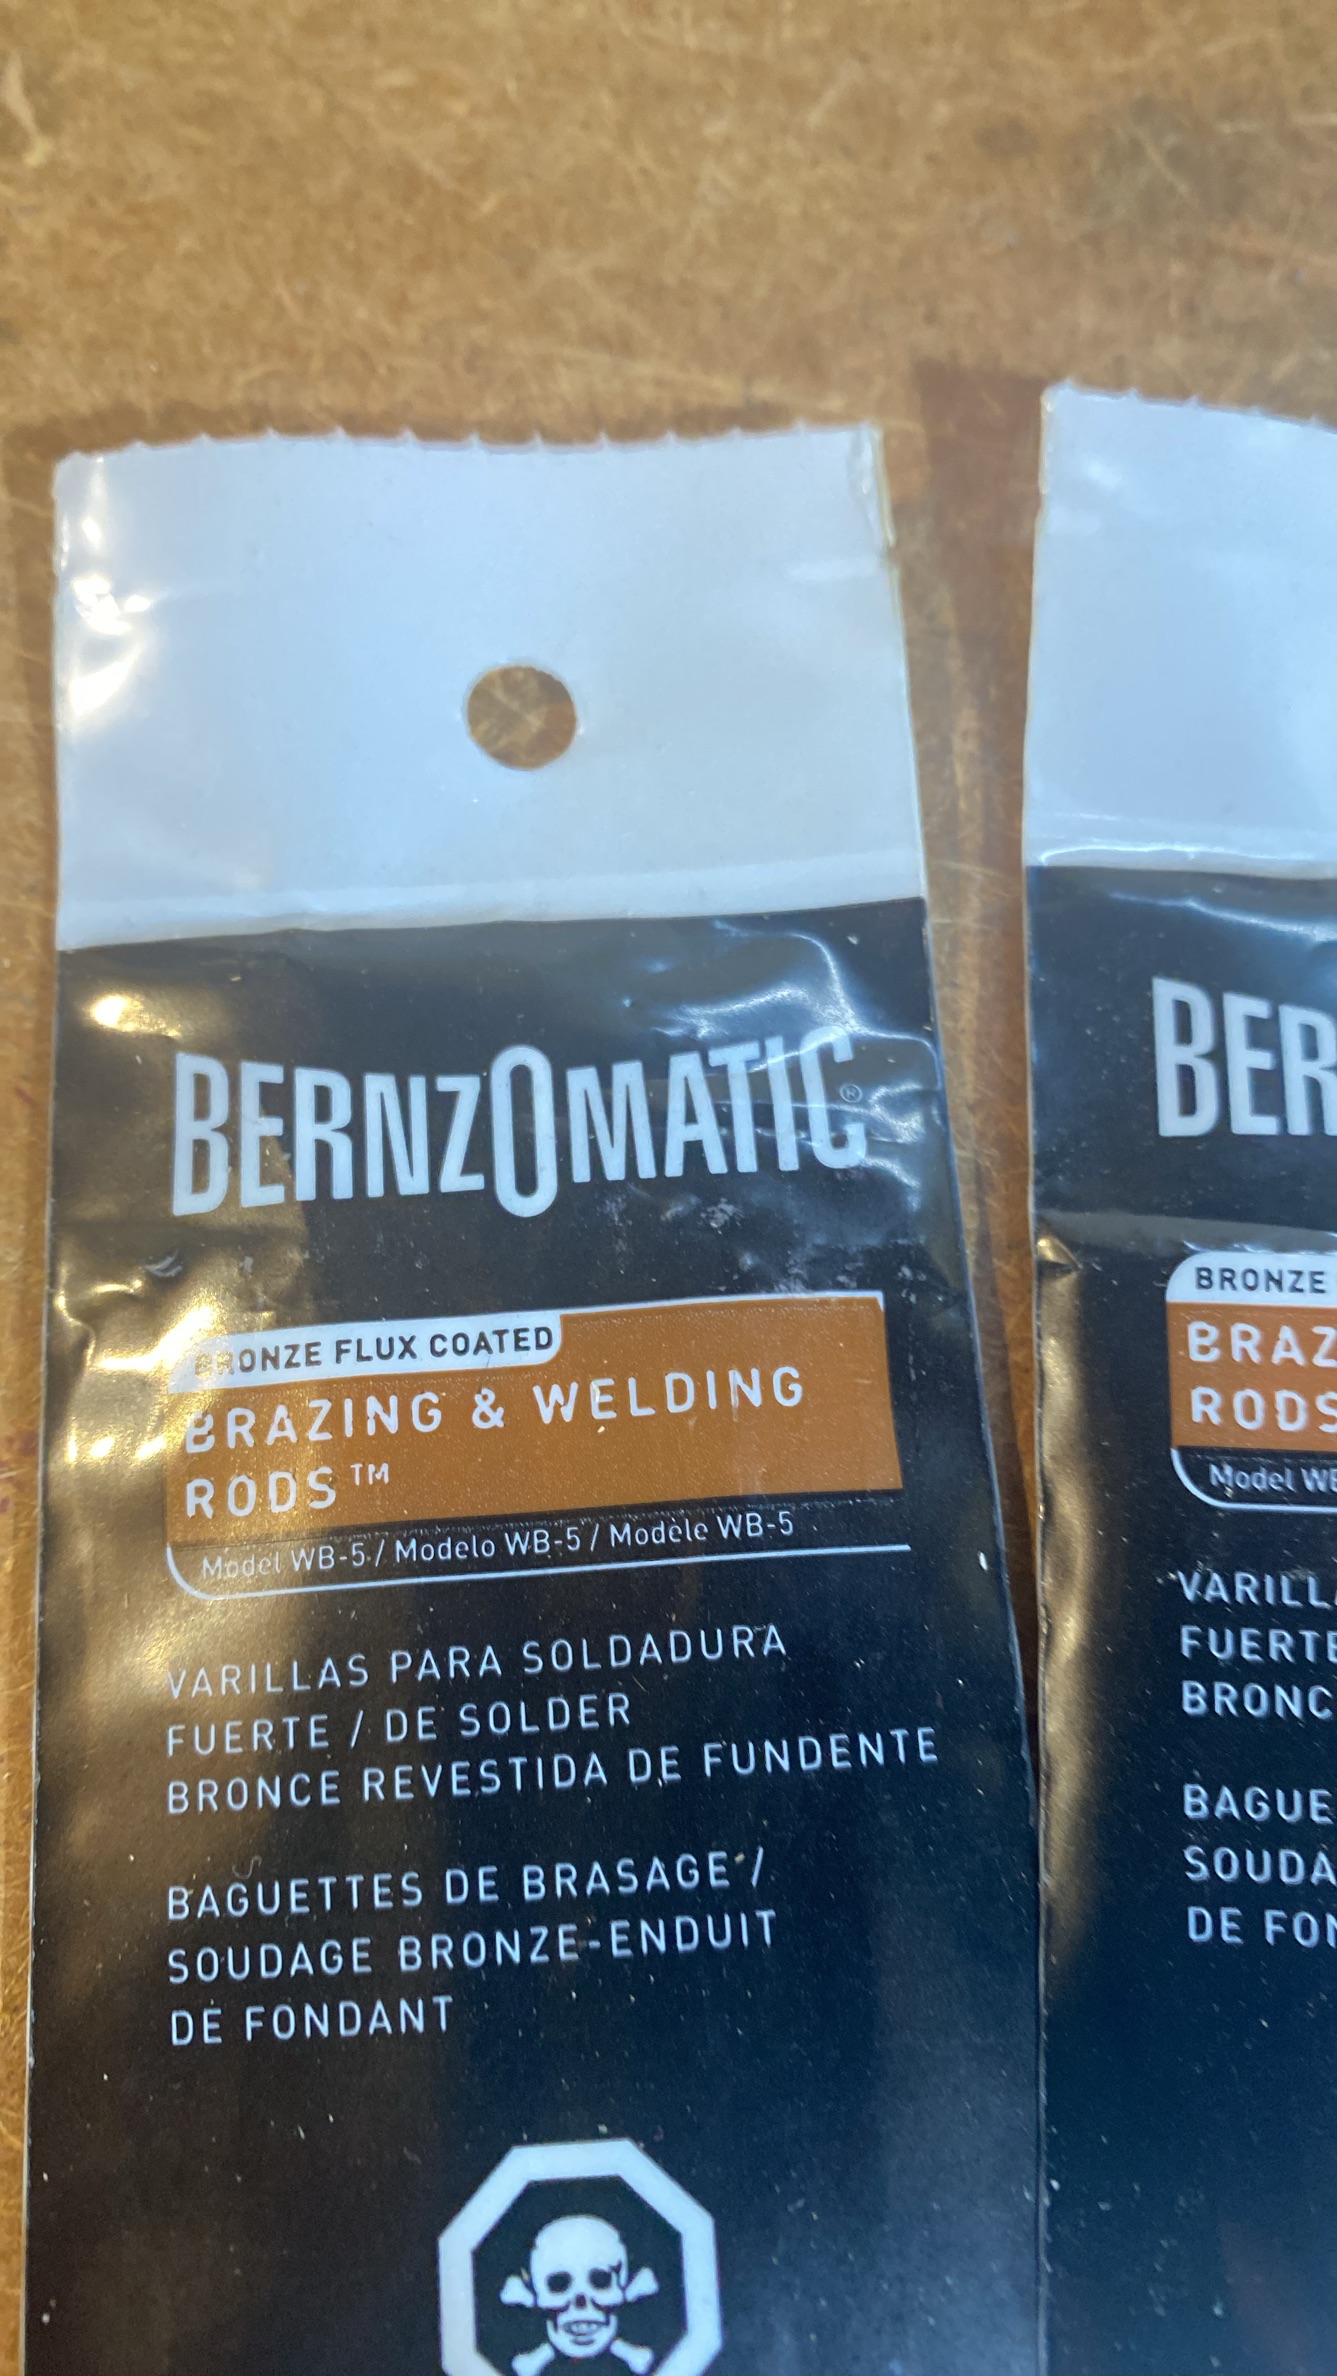 BERNZOMATIC®
BRONZE FLUX COATED
BRAZING & WELDING
RODS™
Model WB-5 / Modelo WB-5 / Modèle WB-5
VARILLAS PARA SOLDADURA
FUERTE / DE SOLDER
BRONCE REVESTIDA DE FUNDENTE
BAGUETTES DE BRASAGE /
SOUDAGE BRONZE-ENDUIT
DE FONDANT
BER
BRONZE
BRAZ
RODS
Model WB
VARILLA
FUERTE
BRONC
BAGUE
SOUDA
DE FON